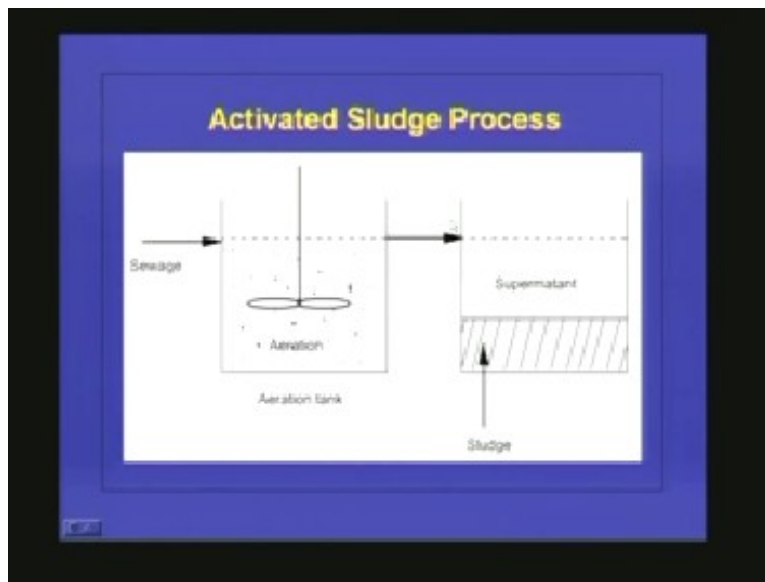 Activated Sludge Process
Sewage
Supernatant
Aeration
Aeration tank
Sludge